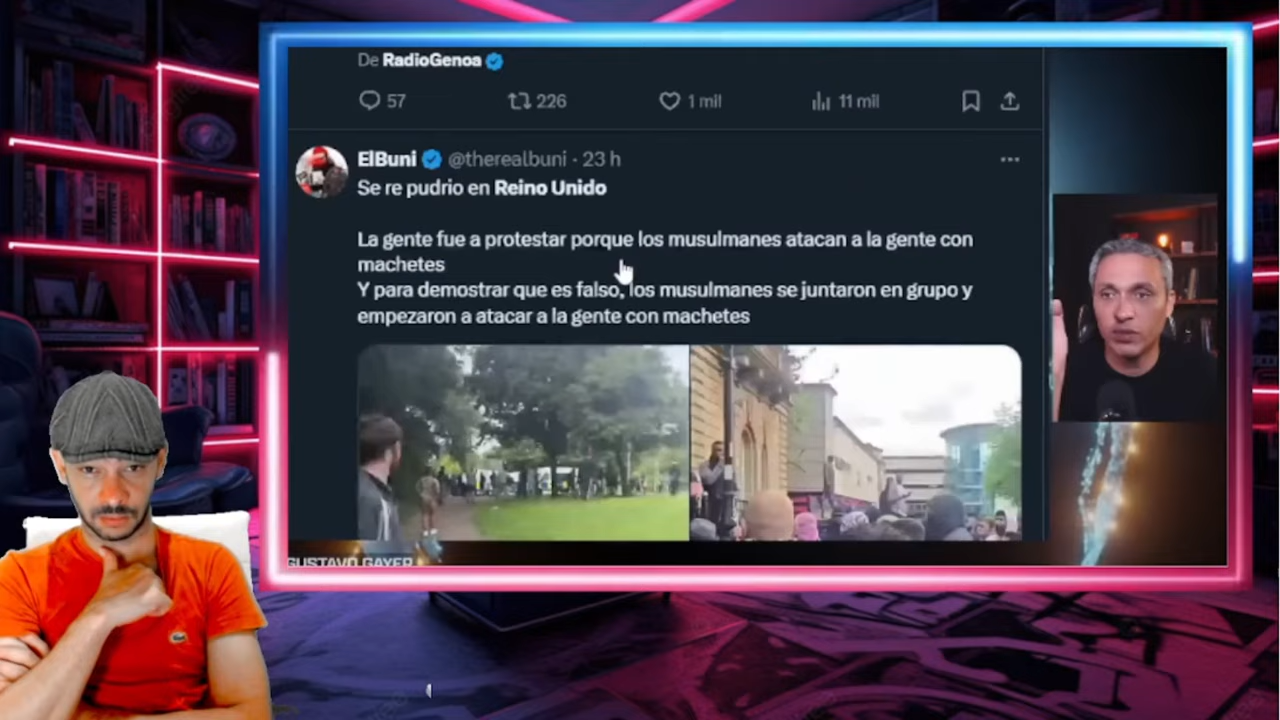 De RadioGenoa
57 226 1 mil 11 mil
ElBuni @therealbuni · 23 h
Se re pudrio en Reino Unido
La gente fue a protestar porque los musulmanes atacan a la gente con
machetes
Y para demostrar que es falso, los musulmanes se juntaron en grupo y
empezaron a atacar a la gente con machetes
GUSTAVO GAYER